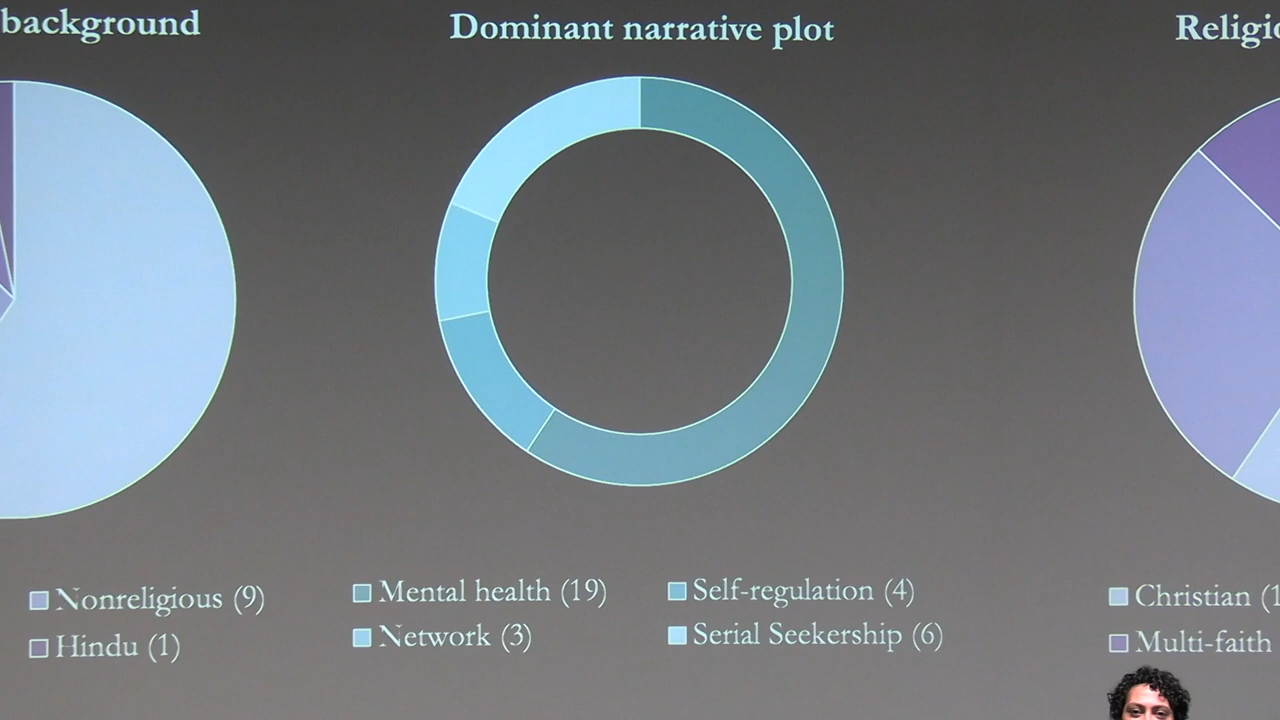 background
Dominant narrative plot
Nonreligious (9)
Hindu (1)
Mental health (19)
Self-regulation (4)
Network (3)
Serial Seekership (6)
Christian
Multi-faith